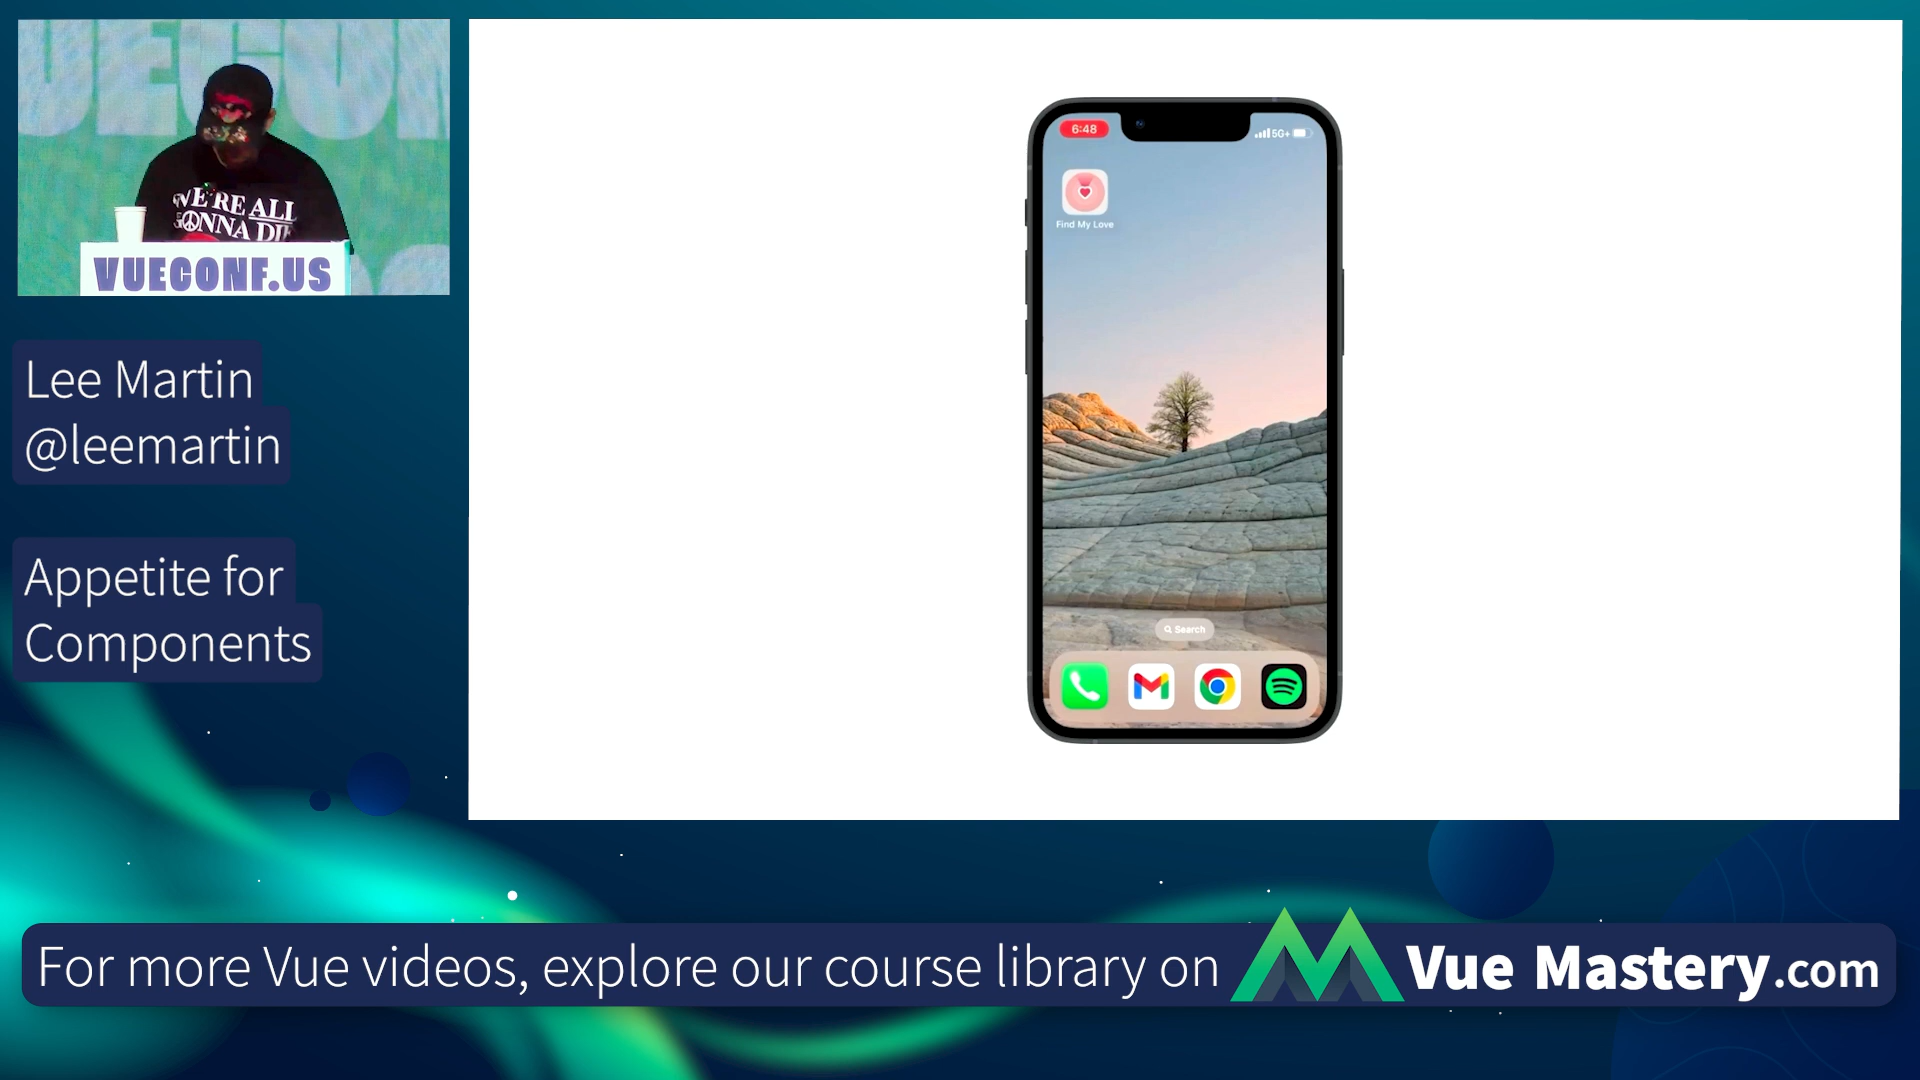 WE'RE ALL
GONNA DIE
VUECONF.US
Lee Martin
@leemartin
Appetite for
Components
6:48
5G+
Find My Love
Search
For more Vue videos, explore our course library on
Vue Mastery.com